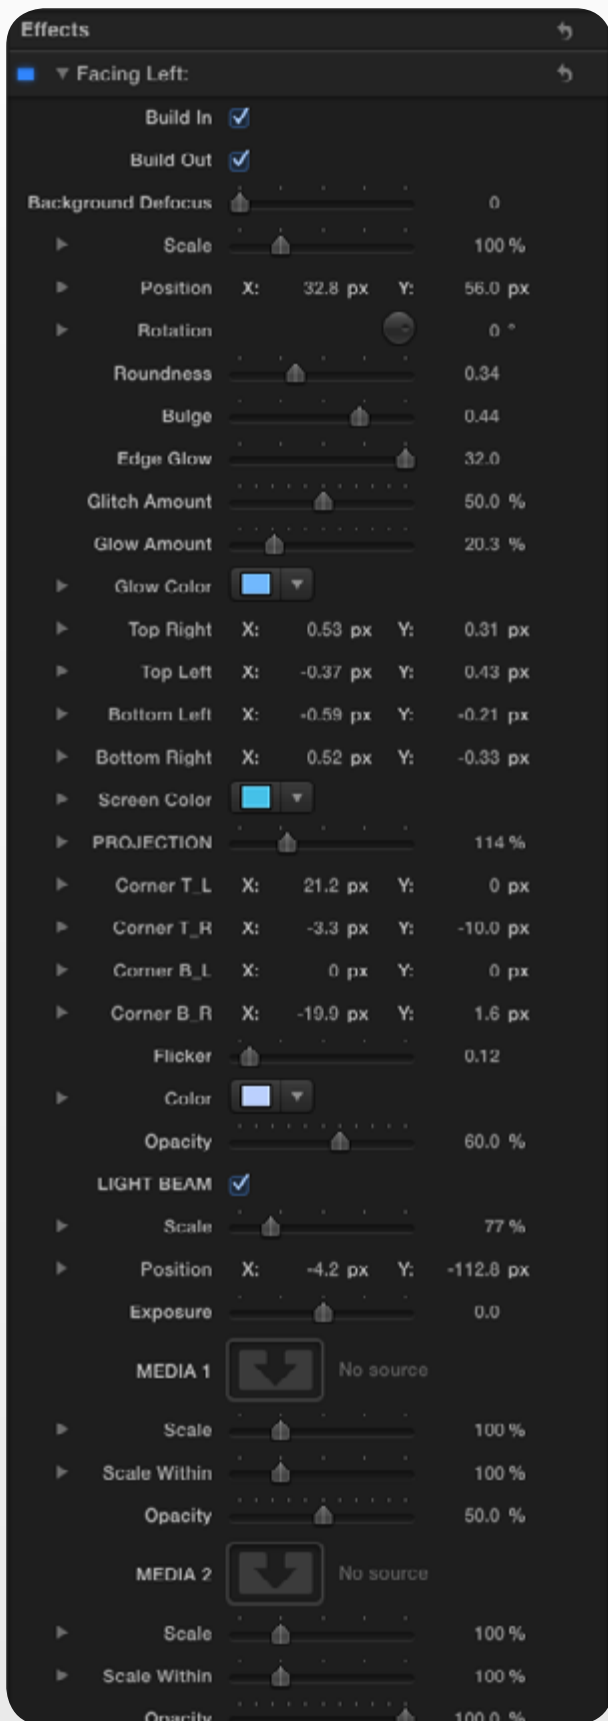 Effects
Facing Left:
Build In
Build Out
Background Defocus 0
Scale 100 %
Position X: 32.8 px Y: 56.0 px
Rotation 0 °
Roundness 0.34
Bulge 0.44
Edge Glow 32.0
Glitch Amount 50.0 %
Glow Amount 20.3 %
Glow Color
Top Right X: 0.53 px Y: 0.31 px
Top Left X: -0.37 px Y: 0.43 px
Bottom Left X: -0.59 px Y: -0.21 px
Bottom Right X: 0.52 px Y: -0.33 px
Screen Color
PROJECTION 114 %
Corner T_L X: 21.2 px Y: 0 px
Corner T_R X: -3.3 px Y: -10.0 px
Corner B_L X: 0 px Y: 0 px
Corner B_R X: -19.9 px Y: 1.6 px
Flicker 0.12
Color
Opacity 60.0 %
LIGHT BEAM
Scale 77 %
Position X: -4.2 px Y: -112.8 px
Exposure 0.0
MEDIA 1 No source
Scale 100 %
Scale Within 100 %
Opacity 50.0 %
MEDIA 2 No source
Scale 100 %
Scale Within 100 %
Opacity 100.0 %